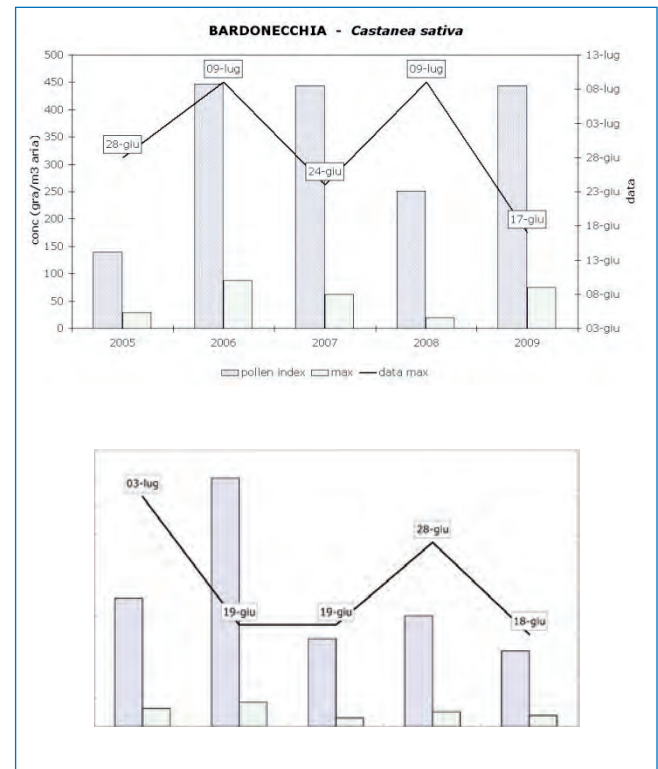 BARDONECCHIA - Castanea sativa
500
450
400
350
300
250
200
150
100
50
0
conc (gra/m3 aria)
28-giu
09-lug
24-giu
09-lug
17-giu
13-lug
08-lug
03-lug
28-giu
23-giu
18-giu
13-giu
08-giu
03-giu
data
2005 2006 2007 2008 2009
pollen index max data max
03-lug
19-giu
19-giu
28-giu
18-giu